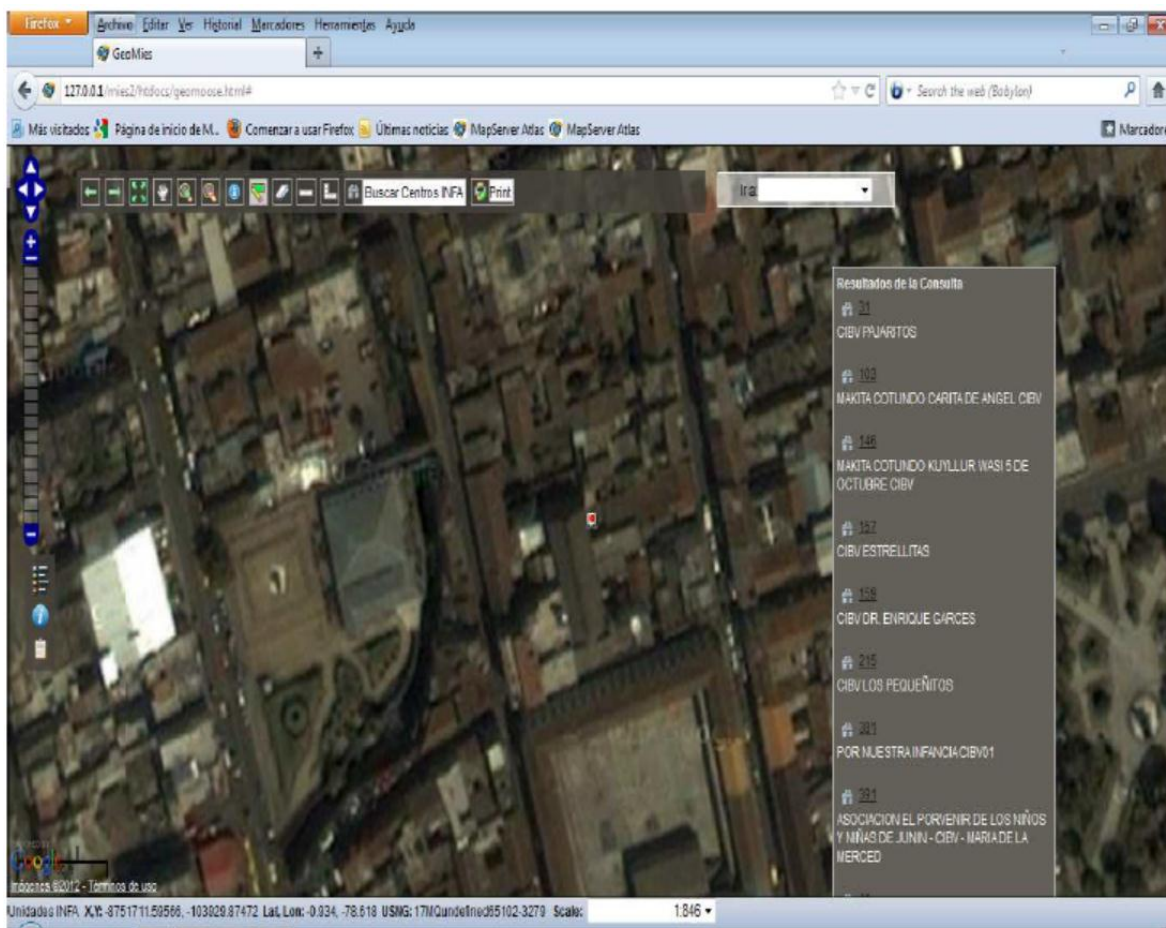 Firefox
Archivo Editar Ver Historial Marcadores Herramientas Ayuda
GeoMies
127.0.0.1/mies2/htdocs/geomoose.html#
Search the web (Babylon)
Más visitados Página de inicio de M... Comenzar a usar Firefox Últimas noticias MapServer Atlas MapServer Atlas
Marcadore
Buscar Centros INFA Print
Ir a
Resultados de la Consulta
31
CIBV PAJARITOS
103
MAKITA COTUNDO CARITA DE ANGEL CIBV
146
MAKITA COTUNDO KUYLLUR WASI 5 DE
OCTUBRE CIBV
157
CIBV ESTRELLITAS
158
CIBV DR. ENRIQUE GARCES
215
CIBV LOS PEQUEÑITOS
POR NUESTRA INFANCIA CIBV01
391
ASOCIACION EL PORVENIR DE LOS NIÑOS
Y NIÑAS DE JUNIN - CIBV - MARIA DE LA
MERCED
Google
Imágenes ©2012 - Términos de uso
Unidades INFA X,Y: -8751711.59566, -103929.87472 Lat, Lon: -0.934, -78.618 USNG: 17MQundefined65102-3279 Scale: 1:846